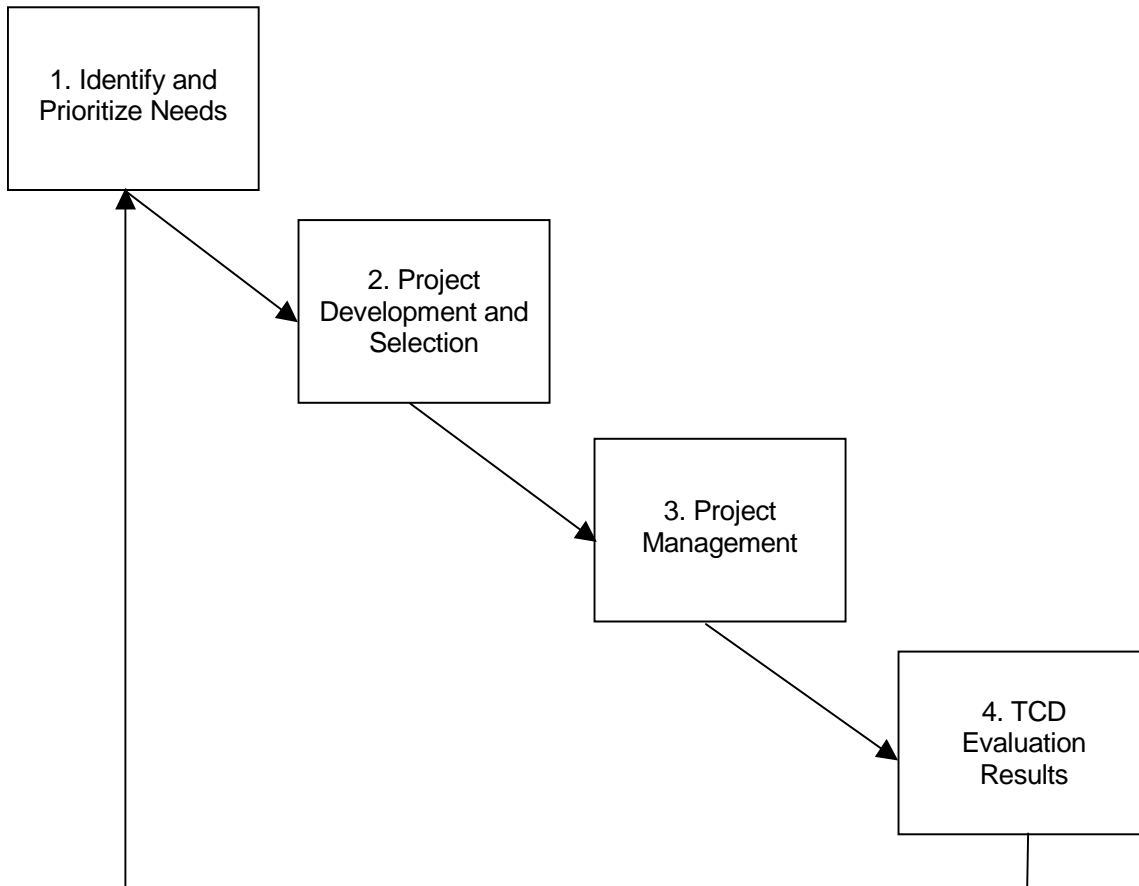 1. Identify and
Prioritize Needs
2. Project
Development and
Selection
3. Project
Management
4. TCD
Evaluation
Results